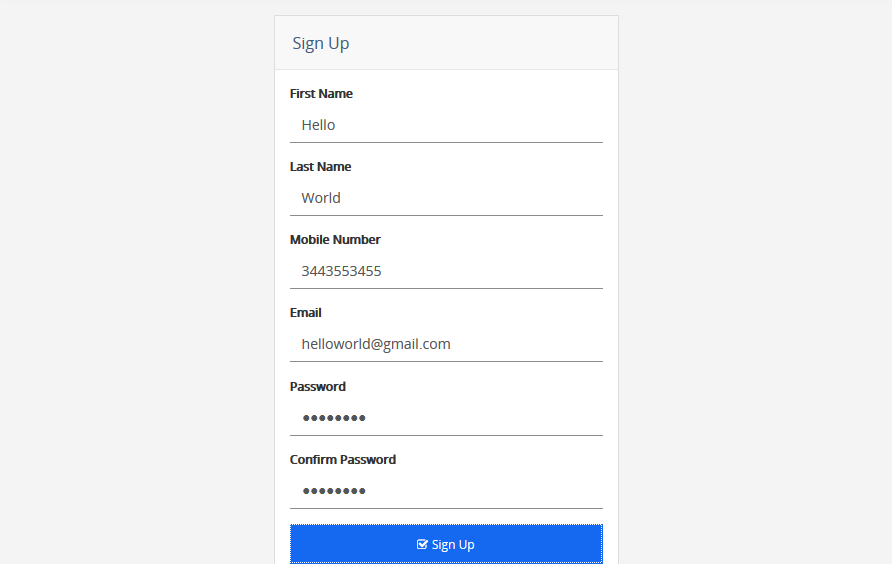 Sign Up
First Name
Hello
Last Name
World
Mobile Number
3443553455
Email
helloworld@gmail.com
Password
●●●●●●●●
Confirm Password
●●●●●●●●
Sign Up